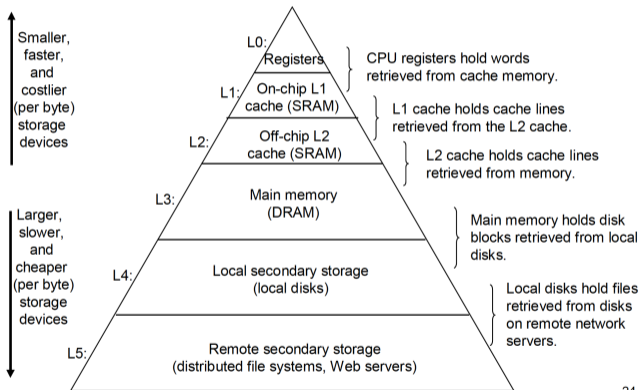 Smaller,
faster,
and
costlier
(per byte)
storage
devices
Larger,
slower,
and
cheaper
(per byte)
storage
devices
L0:
Registers
L1:
On-chip L1
cache (SRAM)
L2:
Off-chip L2
cache (SRAM)
L3:
Main memory
(DRAM)
L4:
Local secondary storage
(local disks)
L5:
Remote secondary storage
(distributed file systems, Web servers)
CPU registers hold words
retrieved from cache memory.
L1 cache holds cache lines
retrieved from the L2 cache.
L2 cache holds cache lines
retrieved from memory.
Main memory holds disk
blocks retrieved from local
disks.
Local disks hold files
retrieved from disks
on remote network
servers.